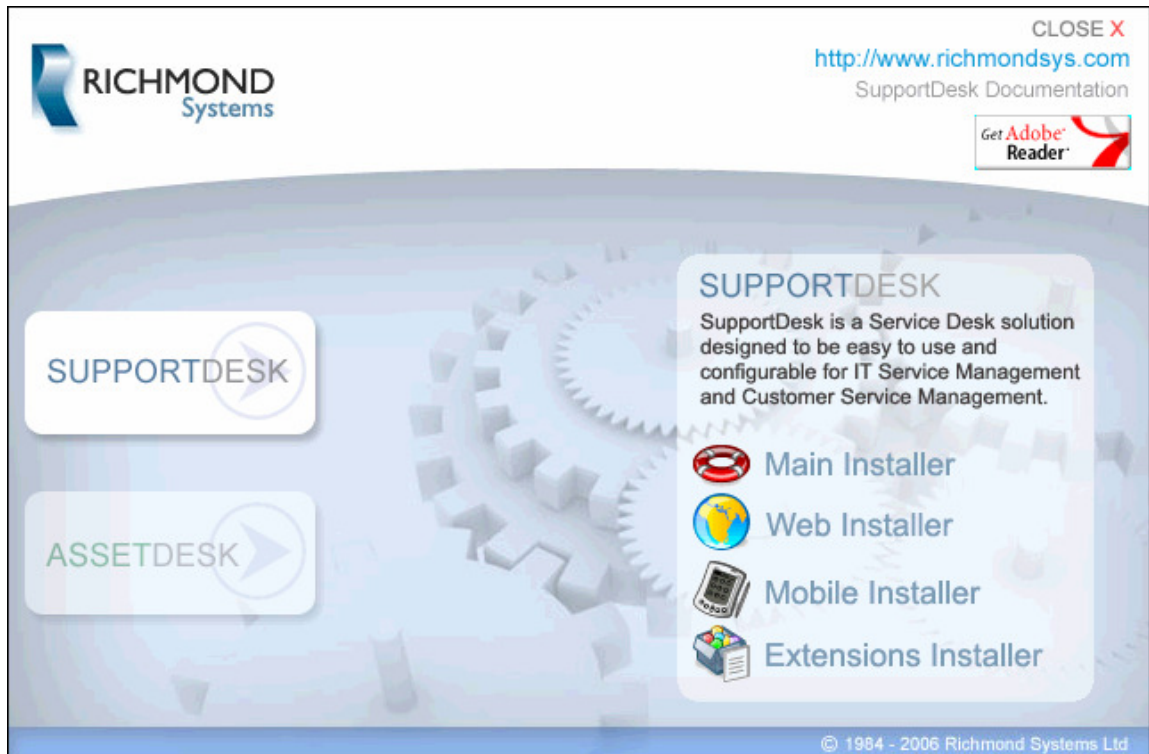 RICHMOND
Systems
CLOSE X
http://www.richmondsys.com
SupportDesk Documentation
Get Adobe
Reader
SUPPORTDESK
ASSETDESK
SUPPORTDESK
SupportDesk is a Service Desk solution
designed to be easy to use and
configurable for IT Service Management
and Customer Service Management.
Main Installer
Web Installer
Mobile Installer
Extensions Installer
© 1984 - 2006 Richmond Systems Ltd